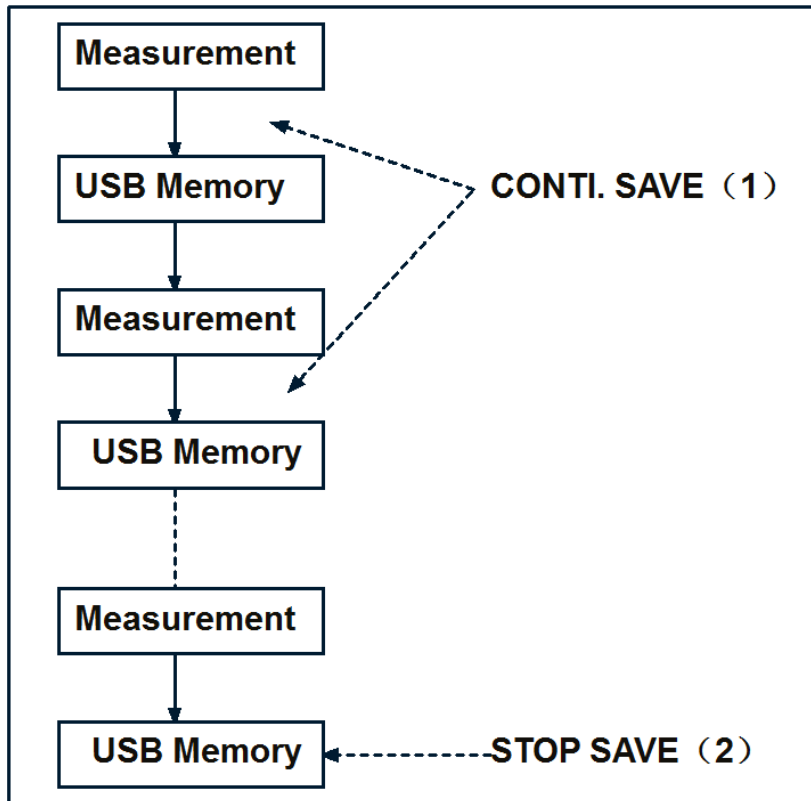 Measurement
USB Memory
CONTI. SAVE（1）
Measurement
USB Memory
Measurement
USB Memory
STOP SAVE（2）